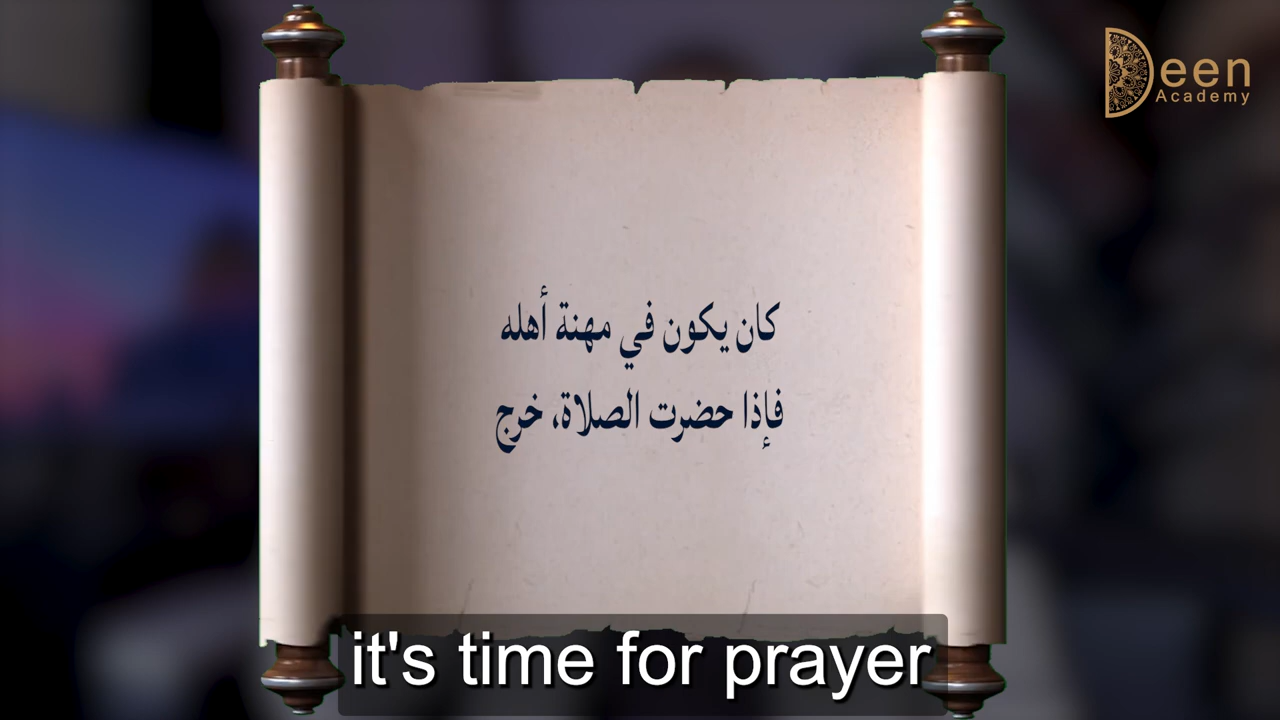 Deen
Academy
كان يكون في مهنة أهله
فإذا حضرت الصلاة، خرج
it's time for prayer